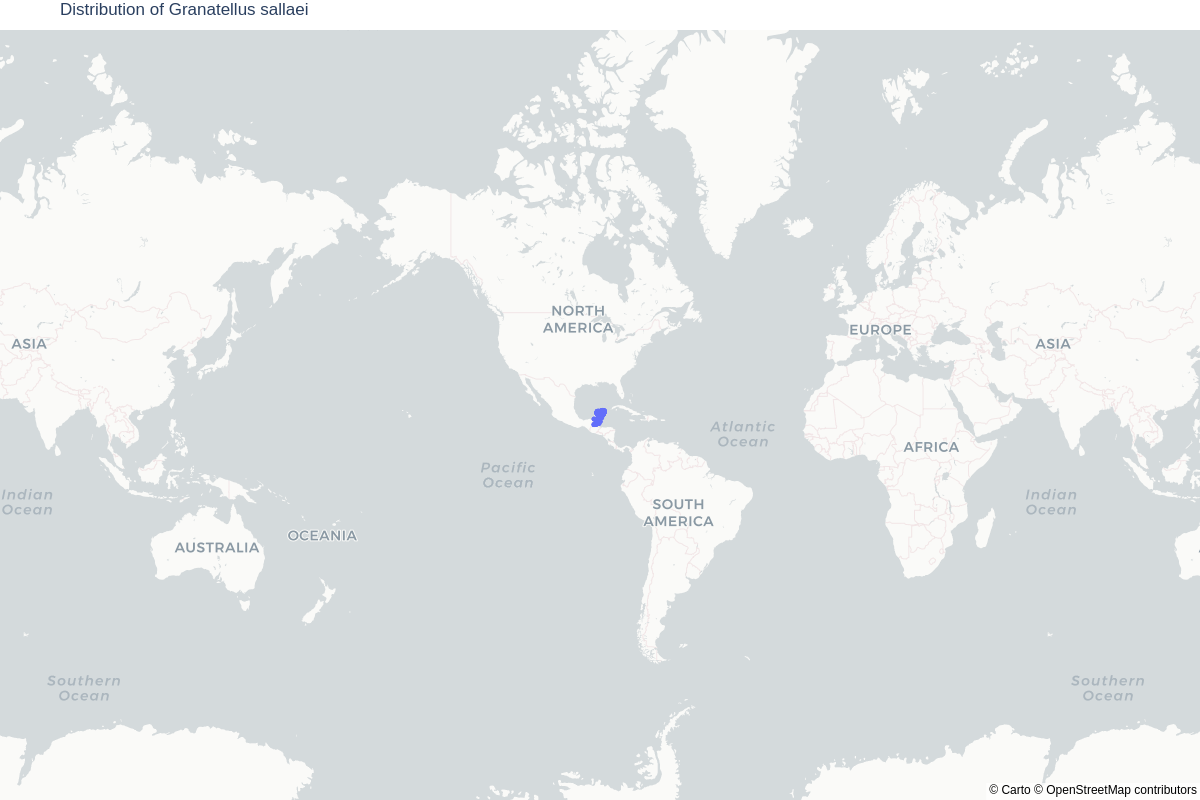 Distribution of Granatellus sallaei
NORTH
AMERICA
EUROPE
ASIA
ASIA
Atlantic
Ocean
AFRICA
Pacific
Ocean
Indian
Ocean
Indian
Ocean
SOUTH
AMERICA
OCEANIA
AUSTRALIA
Southern
Ocean
Southern
Ocean
© Carto © OpenStreetMap contributors